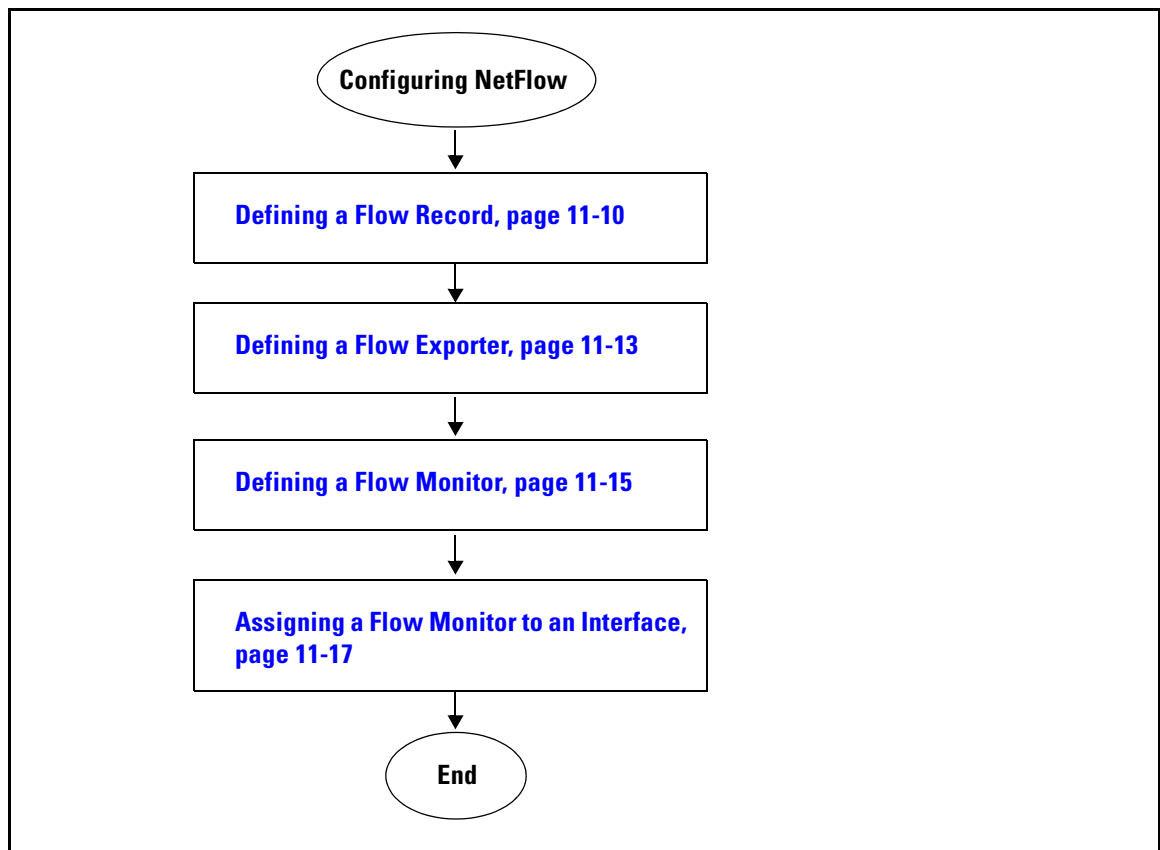 Configuring NetFlow
Defining a Flow Record, page 11-10
Defining a Flow Exporter, page 11-13
Defining a Flow Monitor, page 11-15
Assigning a Flow Monitor to an Interface,
page 11-17
End